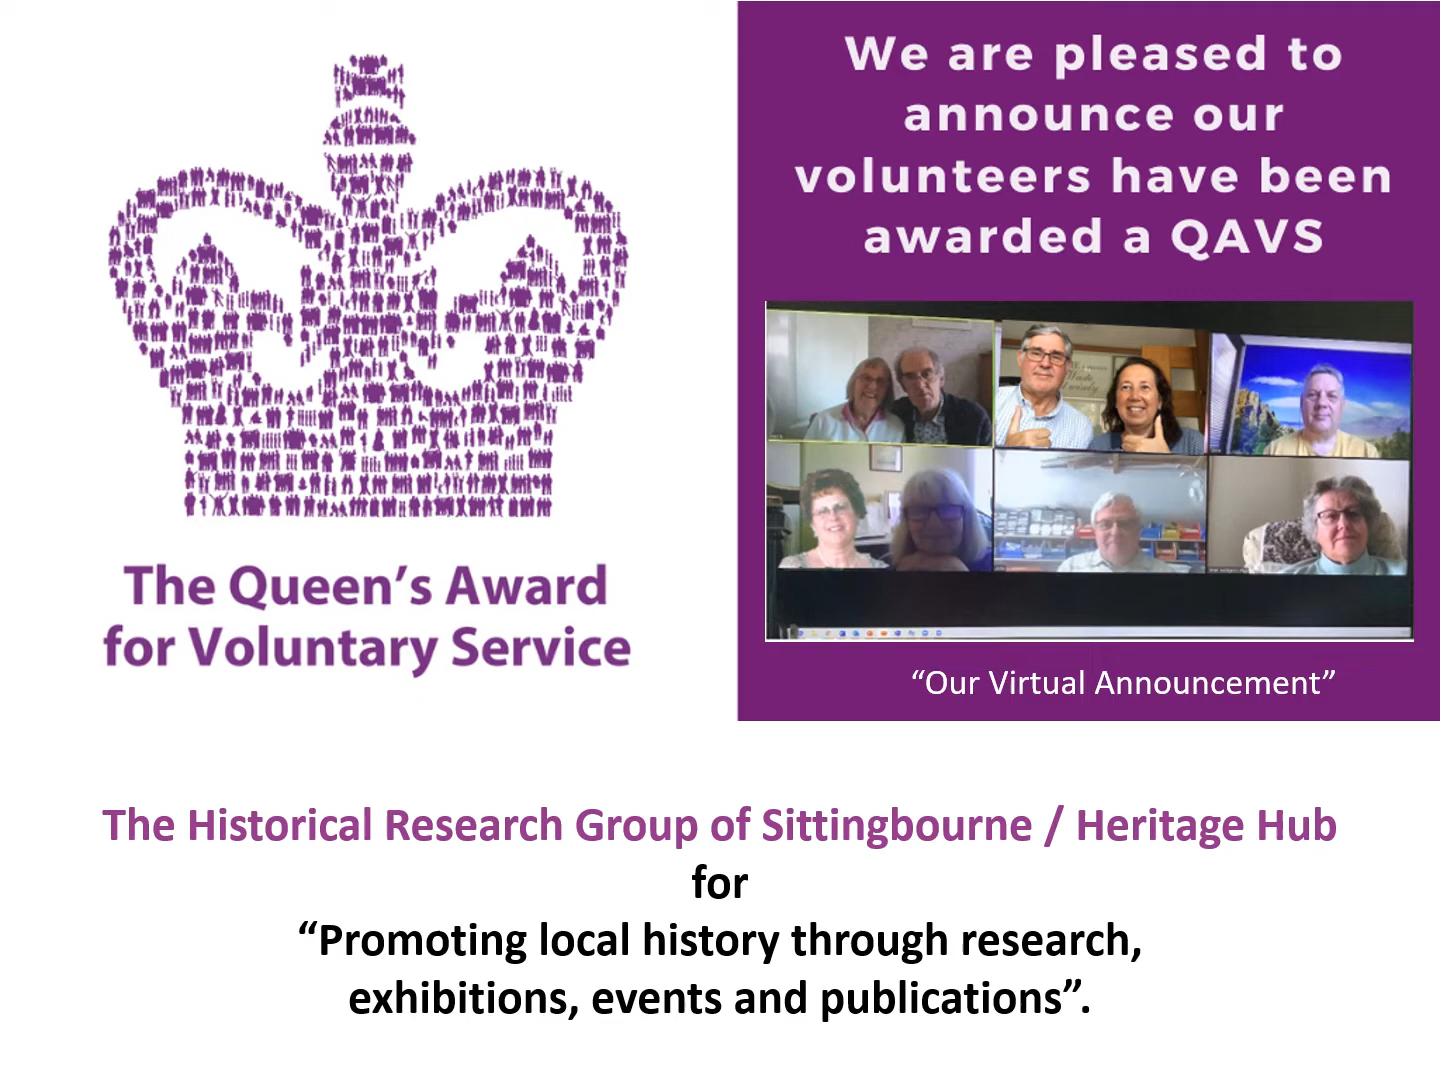 The Queen’s Award
for Voluntary Service
We are pleased to
announce our
volunteers have been
awarded a QAVS
“Our Virtual Announcement”
The Historical Research Group of Sittingbourne / Heritage Hub
for
“Promoting local history through research,
exhibitions, events and publications”.